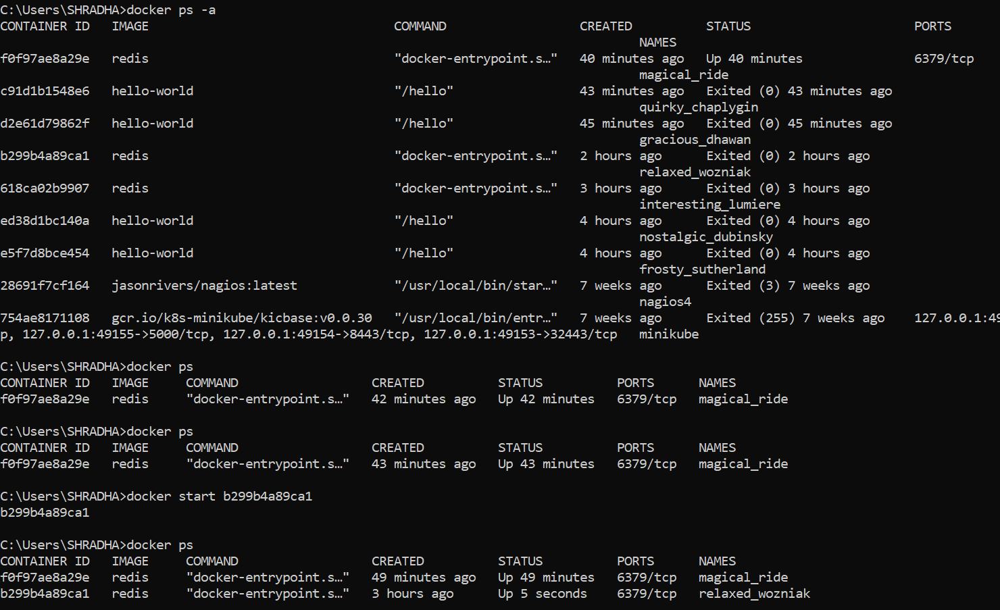 C:\Users\SHRADHA>docker ps -a
CONTAINER ID   IMAGE                                 COMMAND                  CREATED          STATUS                      PORTS
                                                                                      NAMES
f0f97ae8a29e   redis                                 "docker-entrypoint.s…"   40 minutes ago   Up 40 minutes               6379/tcp
                                                                                      magical_ride
c91d1b1548e6   hello-world                           "/hello"                 43 minutes ago   Exited (0) 43 minutes ago
                                                                                      quirky_chaplygin
d2e61d79862f   hello-world                           "/hello"                 45 minutes ago   Exited (0) 45 minutes ago
                                                                                      gracious_dhawan
b299b4a89ca1   redis                                 "docker-entrypoint.s…"   2 hours ago      Exited (0) 2 hours ago
                                                                                      relaxed_wozniak
618ca02b9907   redis                                 "docker-entrypoint.s…"   3 hours ago      Exited (0) 3 hours ago
                                                                                      interesting_lumiere
ed38d1bc140a   hello-world                           "/hello"                 4 hours ago      Exited (0) 4 hours ago
                                                                                      nostalgic_dubinsky
e5f7d8bce454   hello-world                           "/hello"                 4 hours ago      Exited (0) 4 hours ago
                                                                                      frosty_sutherland
28691f7cf164   jasonrivers/nagios:latest             "/usr/local/bin/star…"   7 weeks ago      Exited (3) 7 weeks ago
                                                                                      nagios4
754ae8171108   gcr.io/k8s-minikube/kicbase:v0.0.30   "/usr/local/bin/entr…"   7 weeks ago      Exited (255) 7 weeks ago    127.0.0.1:49
p, 127.0.0.1:49155->5000/tcp, 127.0.0.1:49154->8443/tcp, 127.0.0.1:49153->32443/tcp   minikube
C:\Users\SHRADHA>docker ps
CONTAINER ID   IMAGE     COMMAND                  CREATED          STATUS          PORTS      NAMES
f0f97ae8a29e   redis     "docker-entrypoint.s…"   42 minutes ago   Up 42 minutes   6379/tcp   magical_ride
C:\Users\SHRADHA>docker ps
CONTAINER ID   IMAGE     COMMAND                  CREATED          STATUS          PORTS      NAMES
f0f97ae8a29e   redis     "docker-entrypoint.s…"   43 minutes ago   Up 43 minutes   6379/tcp   magical_ride
C:\Users\SHRADHA>docker start b299b4a89ca1
b299b4a89ca1
C:\Users\SHRADHA>docker ps
CONTAINER ID   IMAGE     COMMAND                  CREATED          STATUS          PORTS      NAMES
f0f97ae8a29e   redis     "docker-entrypoint.s…"   49 minutes ago   Up 49 minutes   6379/tcp   magical_ride
b299b4a89ca1   redis     "docker-entrypoint.s…"   3 hours ago      Up 5 seconds    6379/tcp   relaxed_wozniak